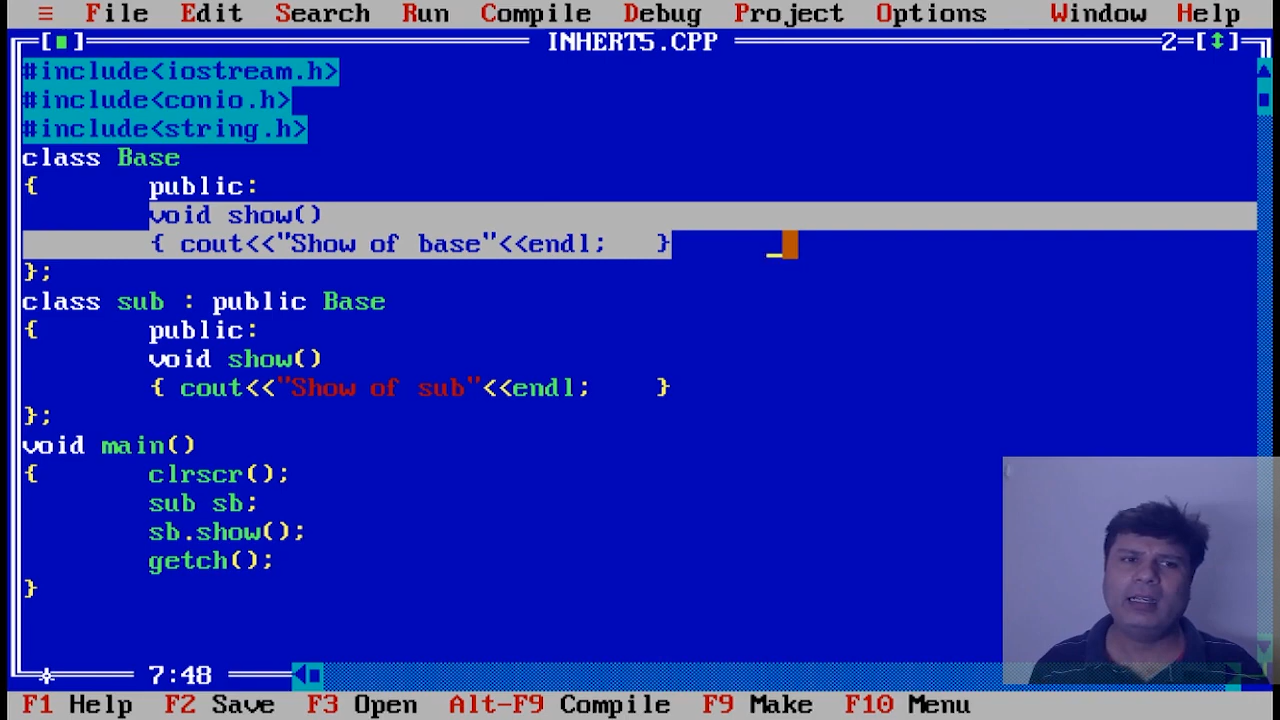 ≡ File Edit Search Run Compile Debug Project Options Window Help
[■] INHERT5.CPP 2=[↕]
#include<iostream.h>
#include<conio.h>
#include<string.h>
class Base
{ public:
void show()
{ cout<<"Show of base"<<endl; }
};
class sub : public Base
{ public:
void show()
{ cout<<"Show of sub"<<endl; }
};
void main()
{ clrscr();
sub sb;
sb.show();
getch();
}
7:48
F1 Help F2 Save F3 Open Alt-F9 Compile F9 Make F10 Menu